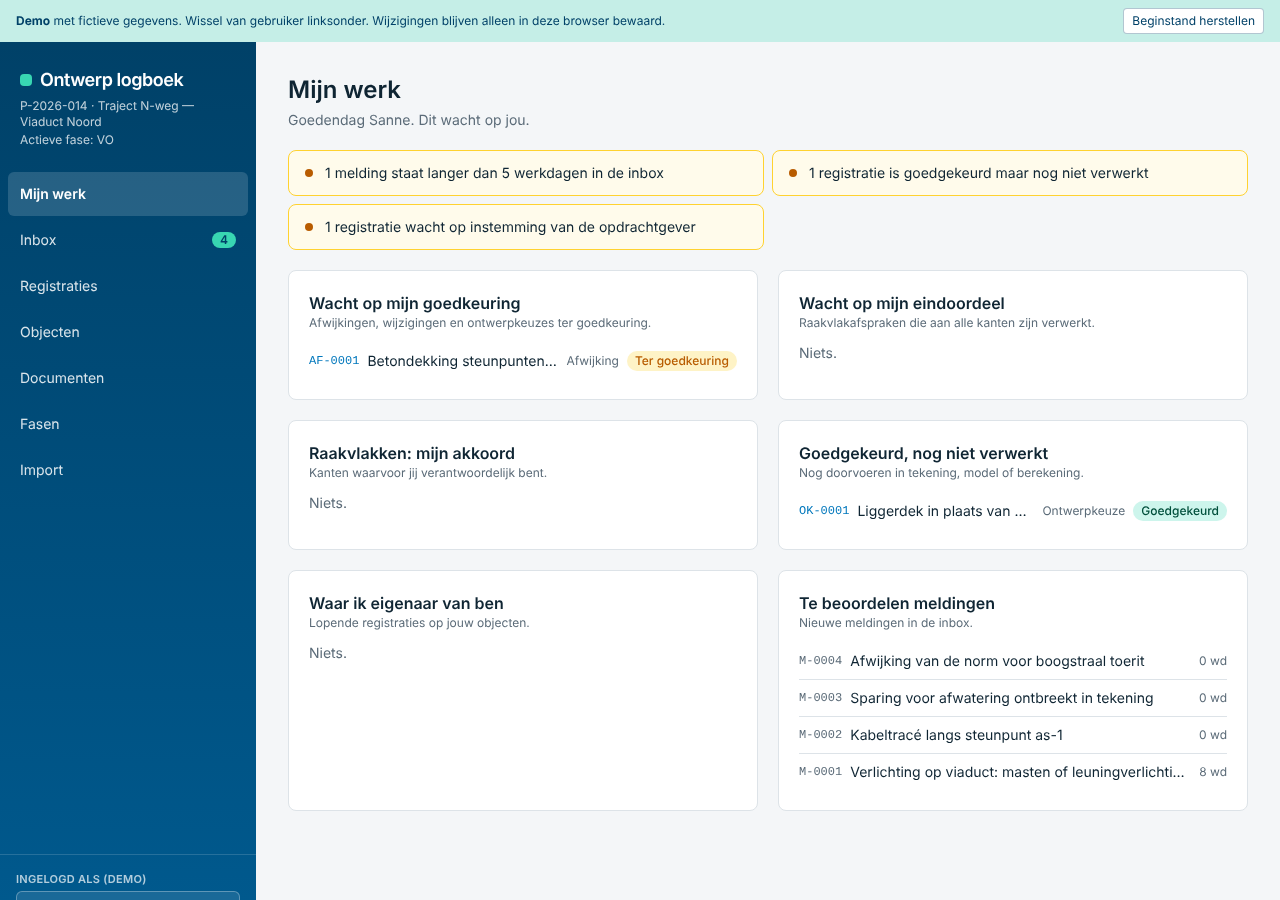 Demo met fictieve gegevens. Wissel van gebruiker linksonder. Wijzigingen blijven alleen in deze browser bewaard.
Beginstand herstellen
Ontwerp logboek
P-2026-014 · Traject N-weg —
Viaduct Noord
Actieve fase: VO
Mijn werk
Inbox 4
Registraties
Objecten
Documenten
Fasen
Import
INGELOGD ALS (DEMO)
Mijn werk
Goedendag Sanne. Dit wacht op jou.
1 melding staat langer dan 5 werkdagen in de inbox
1 registratie is goedgekeurd maar nog niet verwerkt
1 registratie wacht op instemming van de opdrachtgever
Wacht op mijn goedkeuring
Afwijkingen, wijzigingen en ontwerpkeuzes ter goedkeuring.
AF-0001 Betondekking steunpunten... Afwijking Ter goedkeuring
Wacht op mijn eindoordeel
Raakvlakafspraken die aan alle kanten zijn verwerkt.
Niets.
Raakvlakken: mijn akkoord
Kanten waarvoor jij verantwoordelijk bent.
Niets.
Goedgekeurd, nog niet verwerkt
Nog doorvoeren in tekening, model of berekening.
OK-0001 Liggerdek in plaats van ... Ontwerpkeuze Goedgekeurd
Waar ik eigenaar van ben
Lopende registraties op jouw objecten.
Niets.
Te beoordelen meldingen
Nieuwe meldingen in de inbox.
M-0004 Afwijking van de norm voor boogstraal toerit 0 wd
M-0003 Sparing voor afwatering ontbreekt in tekening 0 wd
M-0002 Kabeltracé langs steunpunt as-1 0 wd
M-0001 Verlichting op viaduct: masten of leuningverlichti... 8 wd